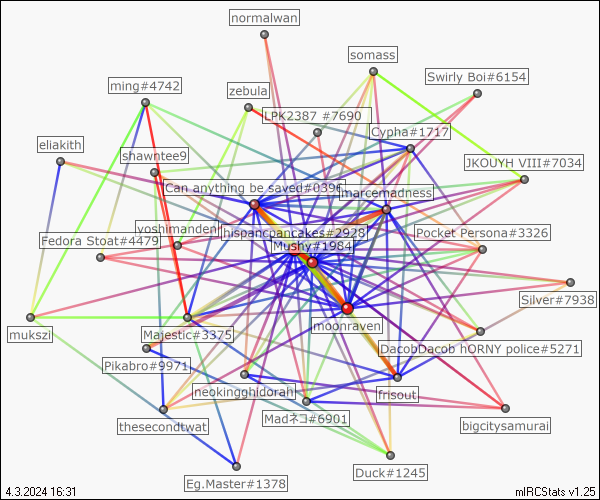 normalwan
somass
Swirly Boi#6154
ming#4742
zebula
LPK2387 #7690
Cypha#1717
eliakith
shawntee9
JKOUYH VIII#7034
Can anything be saved#0396
marcemadness
yoshimanden
hispancpancakes#2928
Pocket Persona#3326
Fedora Stoat#4479
Mushy#1984
Silver#7938
moonraven
mukszi
Majestic#3375
DacobDacob hORNY police#5271
Pikabro#9971
neokingghidorah
frisout
thesecondtwat
Madネコ#6901
bigcitysamurai
Duck#1245
Eg.Master#1378
4.3.2024 16:31
mIRCStats v1.25